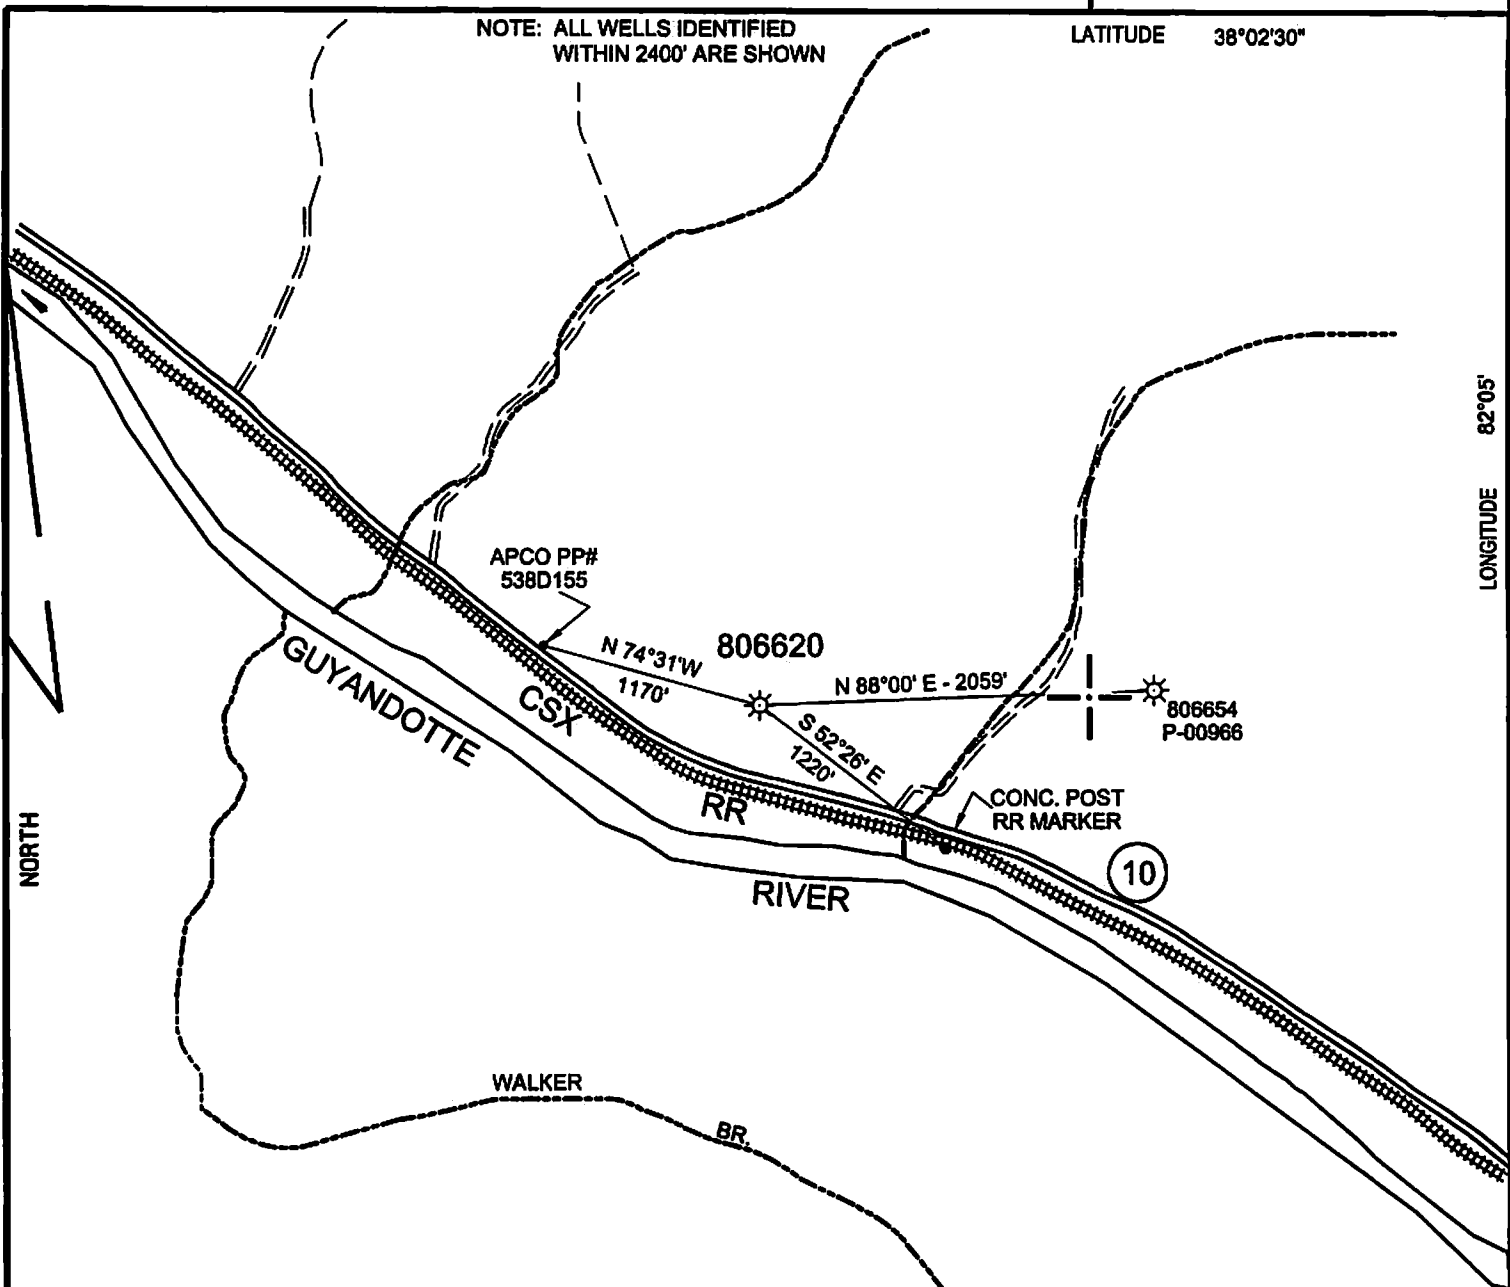 NOTE: ALL WELLS IDENTIFIED
WITHIN 2400' ARE SHOWN
LATITUDE 38°02'30"
LONGITUDE 82°05'
APCO PP#
538D155
N 74°31'W
1170'
806620
N 88°00' E - 2059'
806654
P-00966
S 52°26' E
1220'
GUYANDOTTE
CSX
RR
RIVER
CONC. POST
RR MARKER
10
NORTH
WALKER
BR.